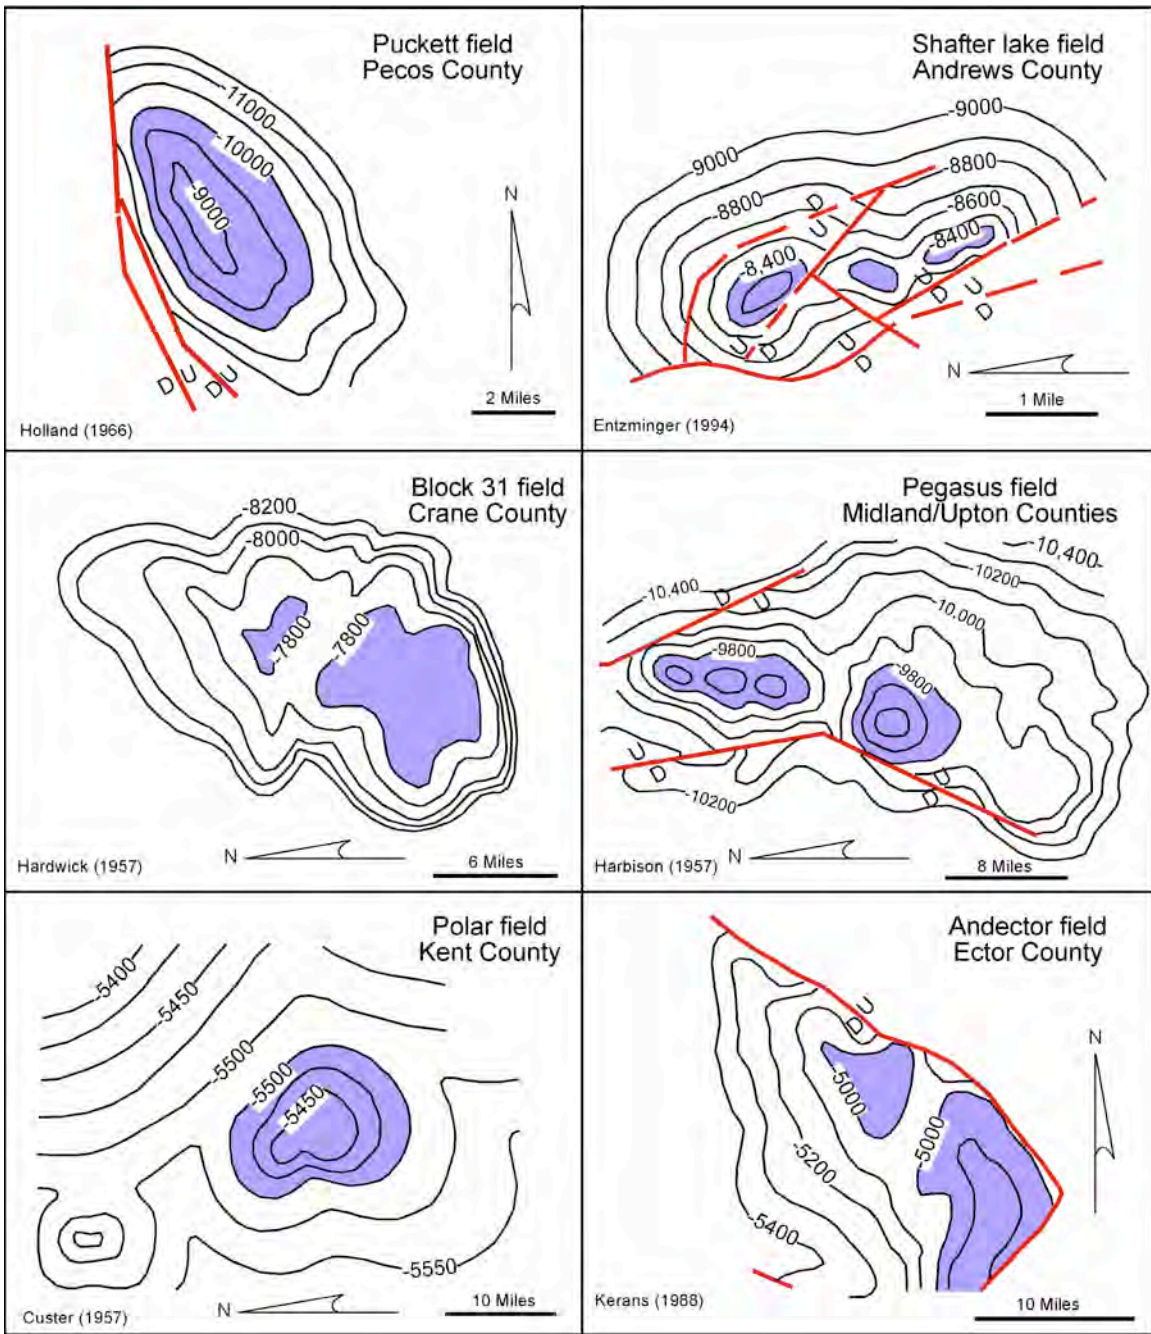 Puckett field
Pecos County
-11000
-10000
-9000
N
D U D U
2 Miles
Holland (1966)
Shafter lake field
Andrews County
-9000
-9000
-8800
-8800
-8600
-8400
-8,400
D
U
U
D
U
D
U
D
U
D
N
1 Mile
Entzminger (1994)
Block 31 field
Crane County
-8200
-8000
-7800
-7800
N
6 Miles
Hardwick (1957)
Pegasus field
Midland/Upton Counties
-10,400-
-10,400
-10200
D
U
-10,000
-9800
-9800
U
D
U
D
-10200
N
8 Miles
Harbison (1957)
Polar field
Kent County
-5400
-5450
-5500
-5500
-5450
-5550
N
10 Miles
Custer (1957)
Andector field
Ector County
U
D
N
-5000
-5000
-5200
-5400
10 Miles
Kerans (1988)